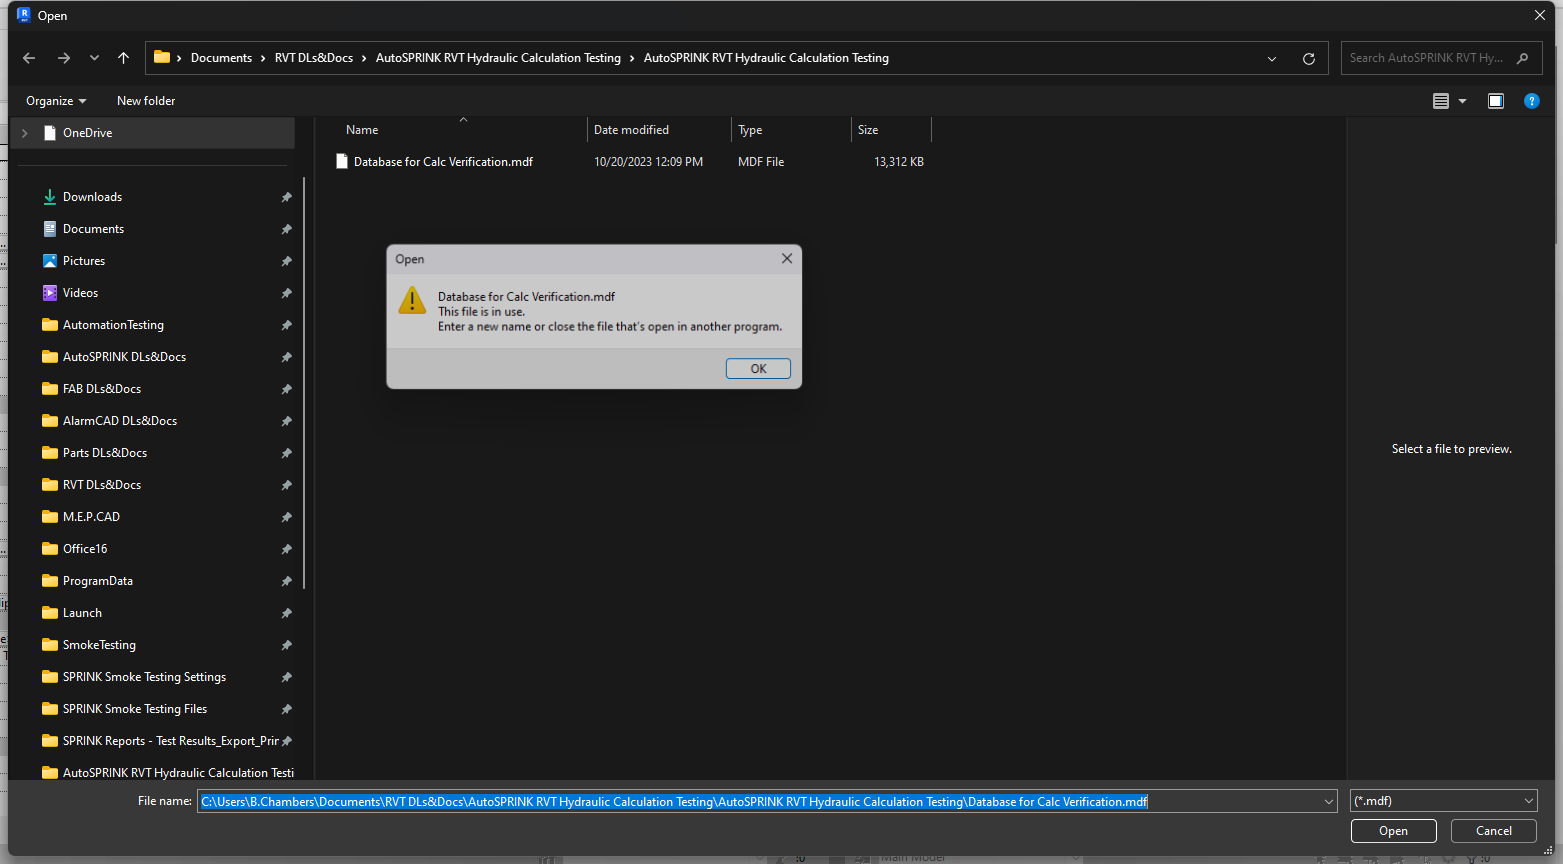 Open
Documents > RVT DLs&Docs > AutoSPRINK RVT Hydraulic Calculation Testing > AutoSPRINK RVT Hydraulic Calculation Testing
Search AutoSPRINK RVT Hy...
Organize
New folder
OneDrive
Downloads
Documents
Pictures
Videos
AutomationTesting
AutoSPRINK DLs&Docs
FAB DLs&Docs
AlarmCAD DLs&Docs
Parts DLs&Docs
RVT DLs&Docs
M.E.P.CAD
Office16
ProgramData
Launch
SmokeTesting
SPRINK Smoke Testing Settings
SPRINK Smoke Testing Files
SPRINK Reports - Test Results_Export_Prir
AutoSPRINK RVT Hydraulic Calculation Testi
Name Date modified Type Size
Database for Calc Verification.mdf 10/20/2023 12:09 PM MDF File 13,312 KB
Open
Database for Calc Verification.mdf
This file is in use.
Enter a new name or close the file that's open in another program.
OK
Select a file to preview.
File name: C:\Users\B.Chambers\Documents\RVT DLs&Docs\AutoSPRINK RVT Hydraulic Calculation Testing\AutoSPRINK RVT Hydraulic Calculation Testing\Database for Calc Verification.mdf
(*.mdf)
Open
Cancel
:0
Main Model
:0